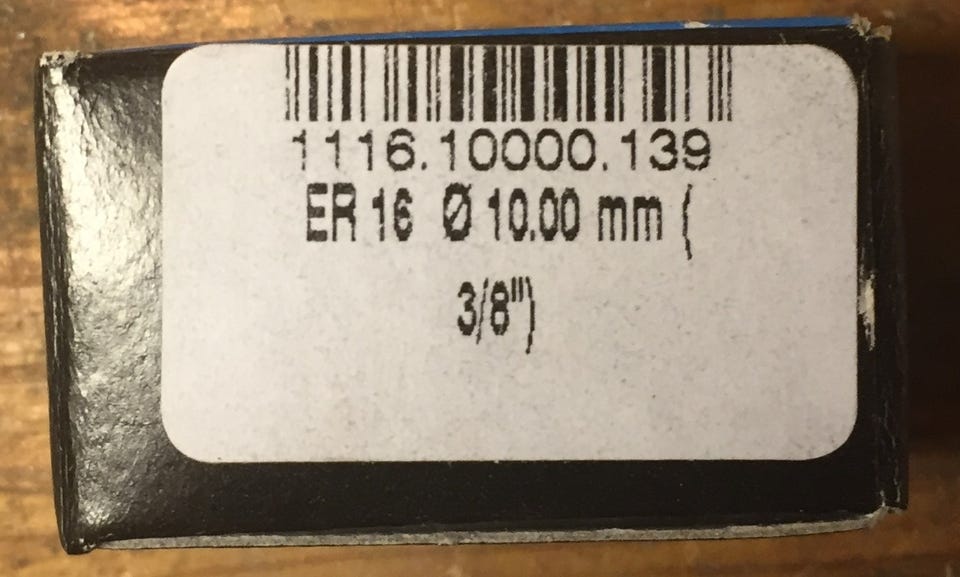 1116.10000.139
ER 16 Ø 10.00 mm (
3/8")